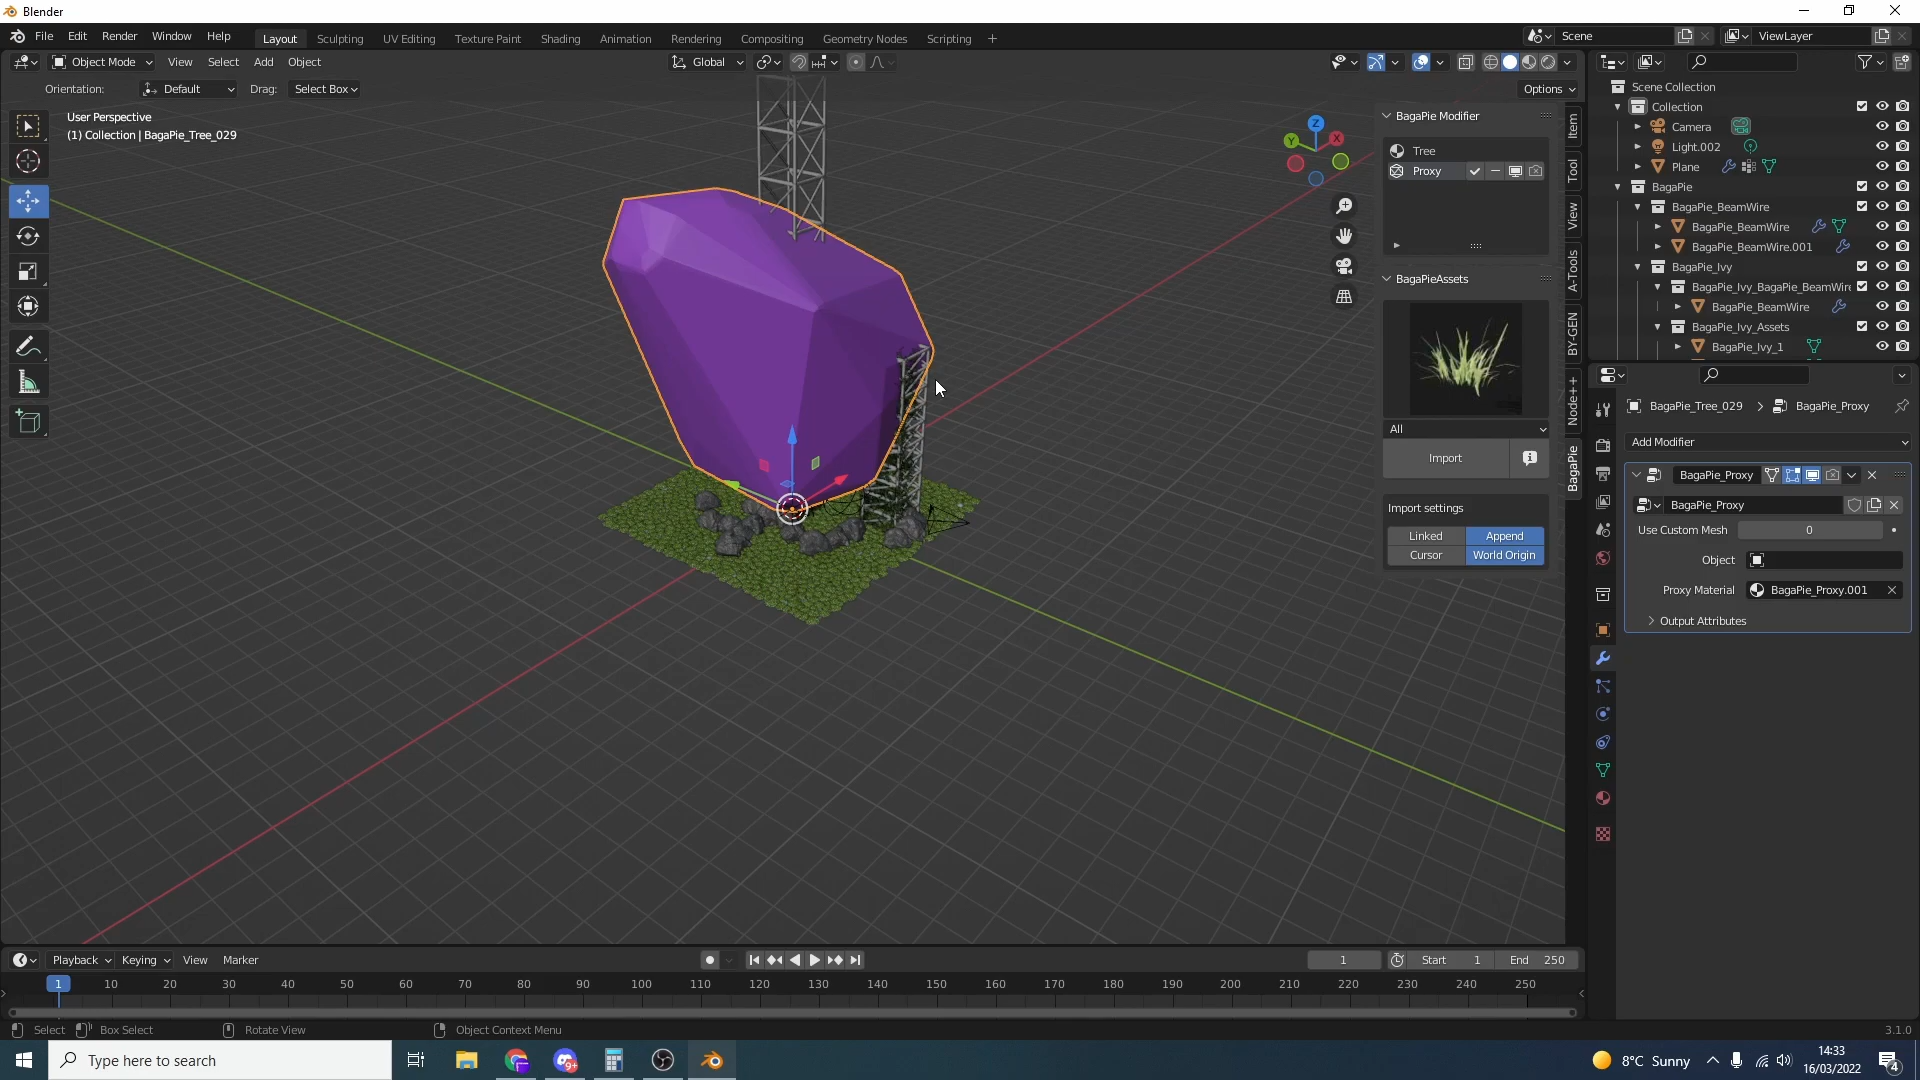 Blender
File Edit Render Window Help Layout Sculpting UV Editing Texture Paint Shading Animation Rendering Compositing Geometry Nodes Scripting + Scene ViewLayer
Object Mode View Select Add Object Global
Orientation: Default Drag: Select Box Options
User Perspective
(1) Collection | BagaPie_Tree_029
Z
Y
X
BagaPie Modifier
Tree
Proxy
BagaPieAssets
All
Import
Import settings
Linked Append
Cursor World Origin
Item
Tool
View
A-Tools
BY-GEN
Node++
BagaPie
Scene Collection
Collection
Camera
Light.002
Plane
BagaPie
BagaPie_BeamWire
BagaPie_BeamWire
BagaPie_BeamWire.001
BagaPie_Ivy
BagaPie_Ivy_BagaPie_BeamWire
BagaPie_BeamWire
BagaPie_Ivy_Assets
BagaPie_Ivy_1
BagaPie_Tree_029 > BagaPie_Proxy
Add Modifier
BagaPie_Proxy
BagaPie_Proxy
Use Custom Mesh 0
Object
Proxy Material BagaPie_Proxy.001
Output Attributes
Playback Keying View Marker 1 Start 1 End 250
1 10 20 30 40 50 60 70 80 90 100 110 120 130 140 150 160 170 180 190 200 210 220 230 240 250
Select Box Select Rotate View Object Context Menu 3.1.0
Type here to search 8°C Sunny 14:33
16/03/2022 4